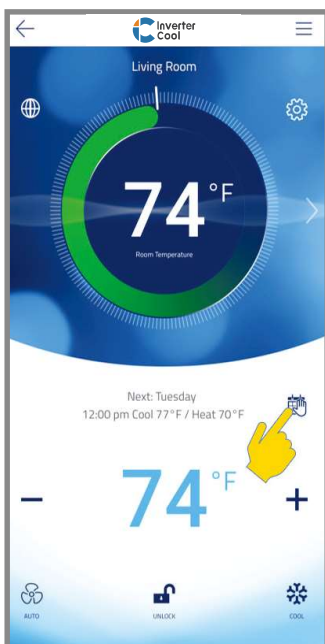 Inverter
Cool
Living Room
74°F
Room Temperature
Next: Tuesday
12:00 pm Cool 77°F / Heat 70°F
− 74°F +
AUTO UNLOCK COOL